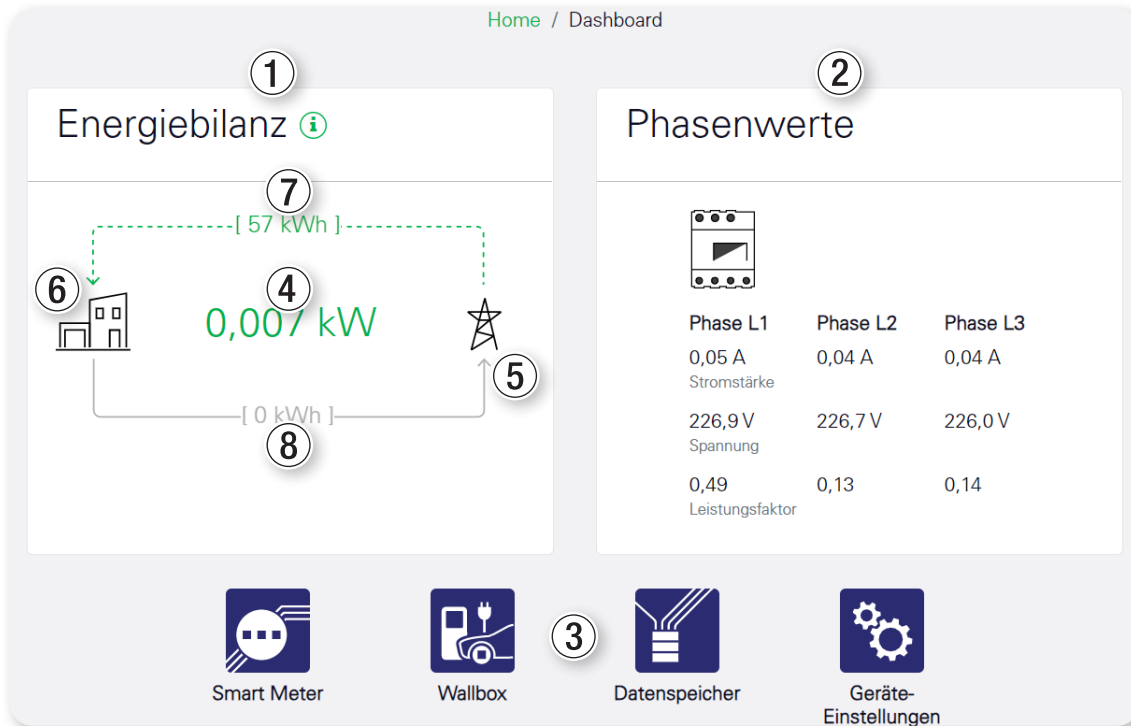 Home / Dashboard
1
2
Energiebilanz i
Phasenwerte
7
[ 57 kWh ]
6
4
0,007 kW
5
[ 0 kWh ]
8
Phase L1 Phase L2 Phase L3
0,05 A 0,04 A 0,04 A
Stromstärke
226,9 V 226,7 V 226,0 V
Spannung
0,49 0,13 0,14
Leistungsfaktor
3
Smart Meter
Wallbox
Datenspeicher
Geräte-
Einstellungen